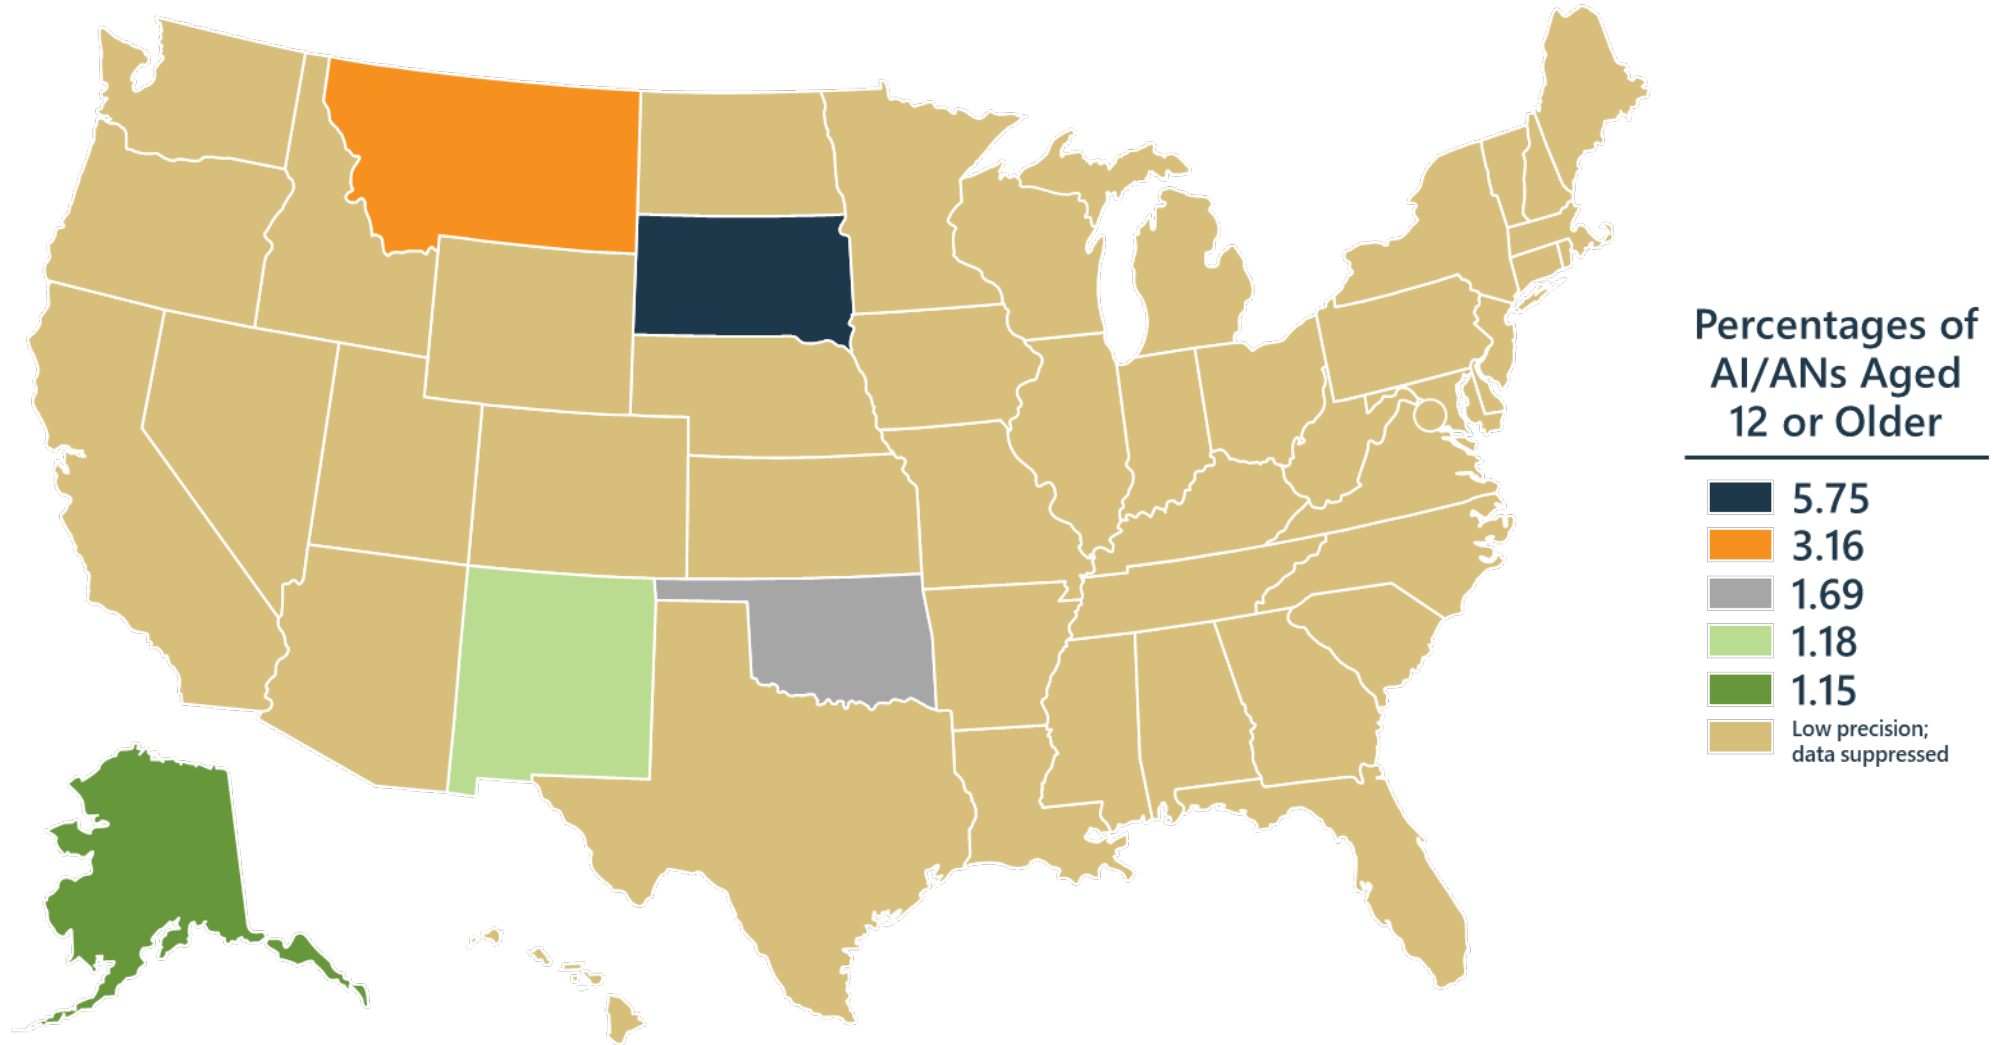 Percentages of
AI/ANs Aged
12 or Older
5.75
3.16
1.69
1.18
1.15
Low precision;
data suppressed